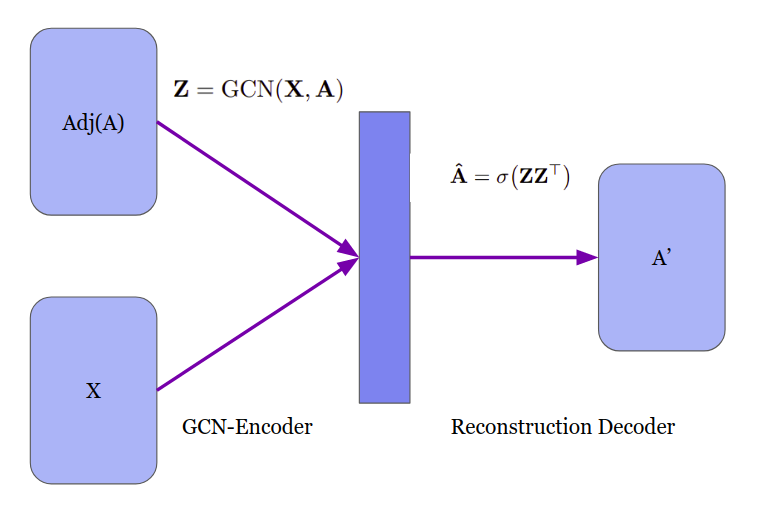 Adj(A)
Z = GCN(X, A)
Â = σ(ZZ⊤)
A’
X
GCN-Encoder
Reconstruction Decoder